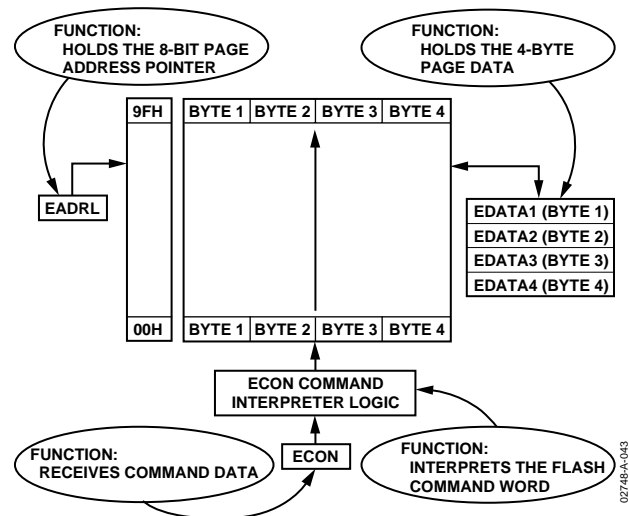 FUNCTION:
HOLDS THE 8-BIT PAGE
ADDRESS POINTER
FUNCTION:
HOLDS THE 4-BYTE
PAGE DATA
9FH
BYTE 1 BYTE 2 BYTE 3 BYTE 4
EADRL
EDATA1 (BYTE 1)
EDATA2 (BYTE 2)
EDATA3 (BYTE 3)
EDATA4 (BYTE 4)
00H
BYTE 1 BYTE 2 BYTE 3 BYTE 4
ECON COMMAND
INTERPRETER LOGIC
FUNCTION:
RECEIVES COMMAND DATA
ECON
FUNCTION:
INTERPRETS THE FLASH
COMMAND WORD
02748-A-043